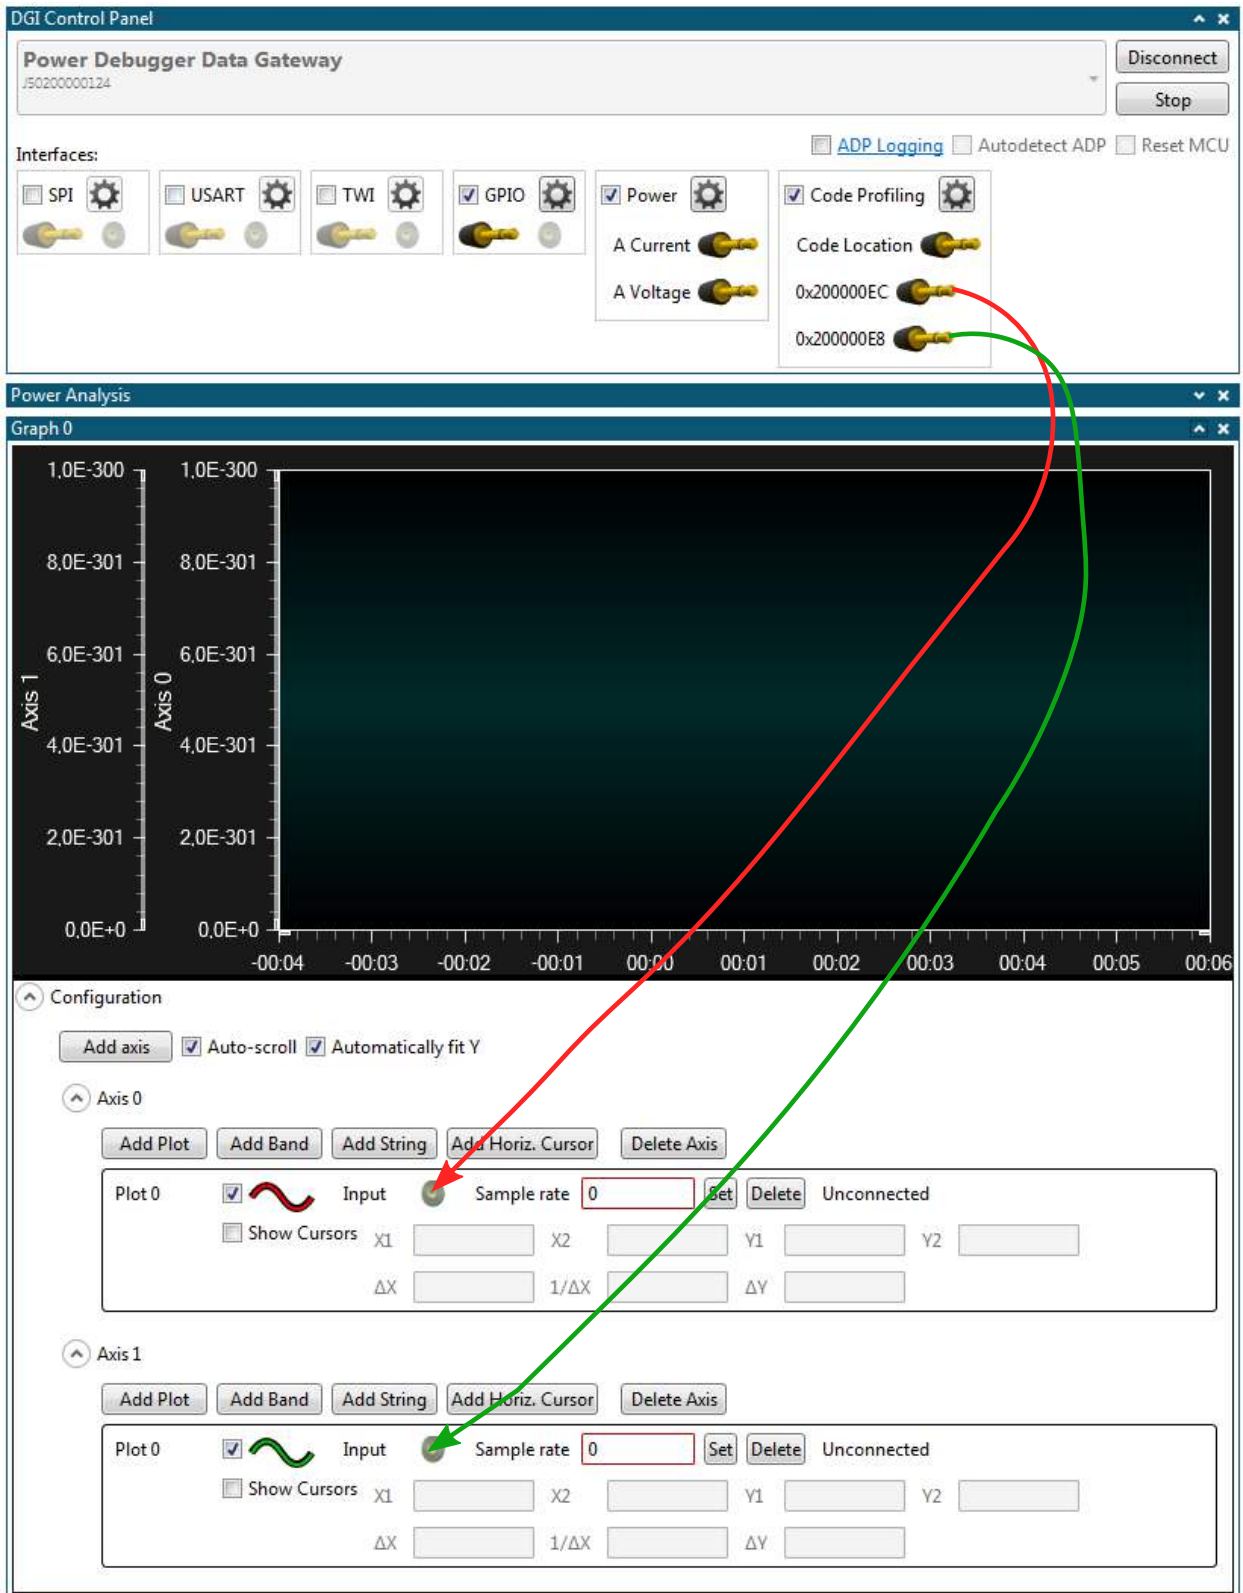 DGI Control Panel
Power Debugger Data Gateway
J50200000124
Disconnect
Stop
ADP Logging Autodetect ADP Reset MCU
Interfaces:
SPI USART TWI GPIO Power Code Profiling
A Current Code Location
A Voltage 0x200000EC
0x200000E8
Power Analysis
Graph 0
1,0E-300 1,0E-300
8,0E-301 8,0E-301
6,0E-301 6,0E-301
Axis 1 Axis 0
4,0E-301 4,0E-301
2,0E-301 2,0E-301
0,0E+0 0,0E+0
-00:04 -00:03 -00:02 -00:01 00:00 00:01 00:02 00:03 00:04 00:05 00:06
Configuration
Add axis Auto-scroll Automatically fit Y
Axis 0
Add Plot Add Band Add String Add Horiz. Cursor Delete Axis
Plot 0 Input Sample rate 0 Set Delete Unconnected
Show Cursors X1 X2 Y1 Y2
ΔX 1/ΔX ΔY
Axis 1
Add Plot Add Band Add String Add Horiz. Cursor Delete Axis
Plot 0 Input Sample rate 0 Set Delete Unconnected
Show Cursors X1 X2 Y1 Y2
ΔX 1/ΔX ΔY